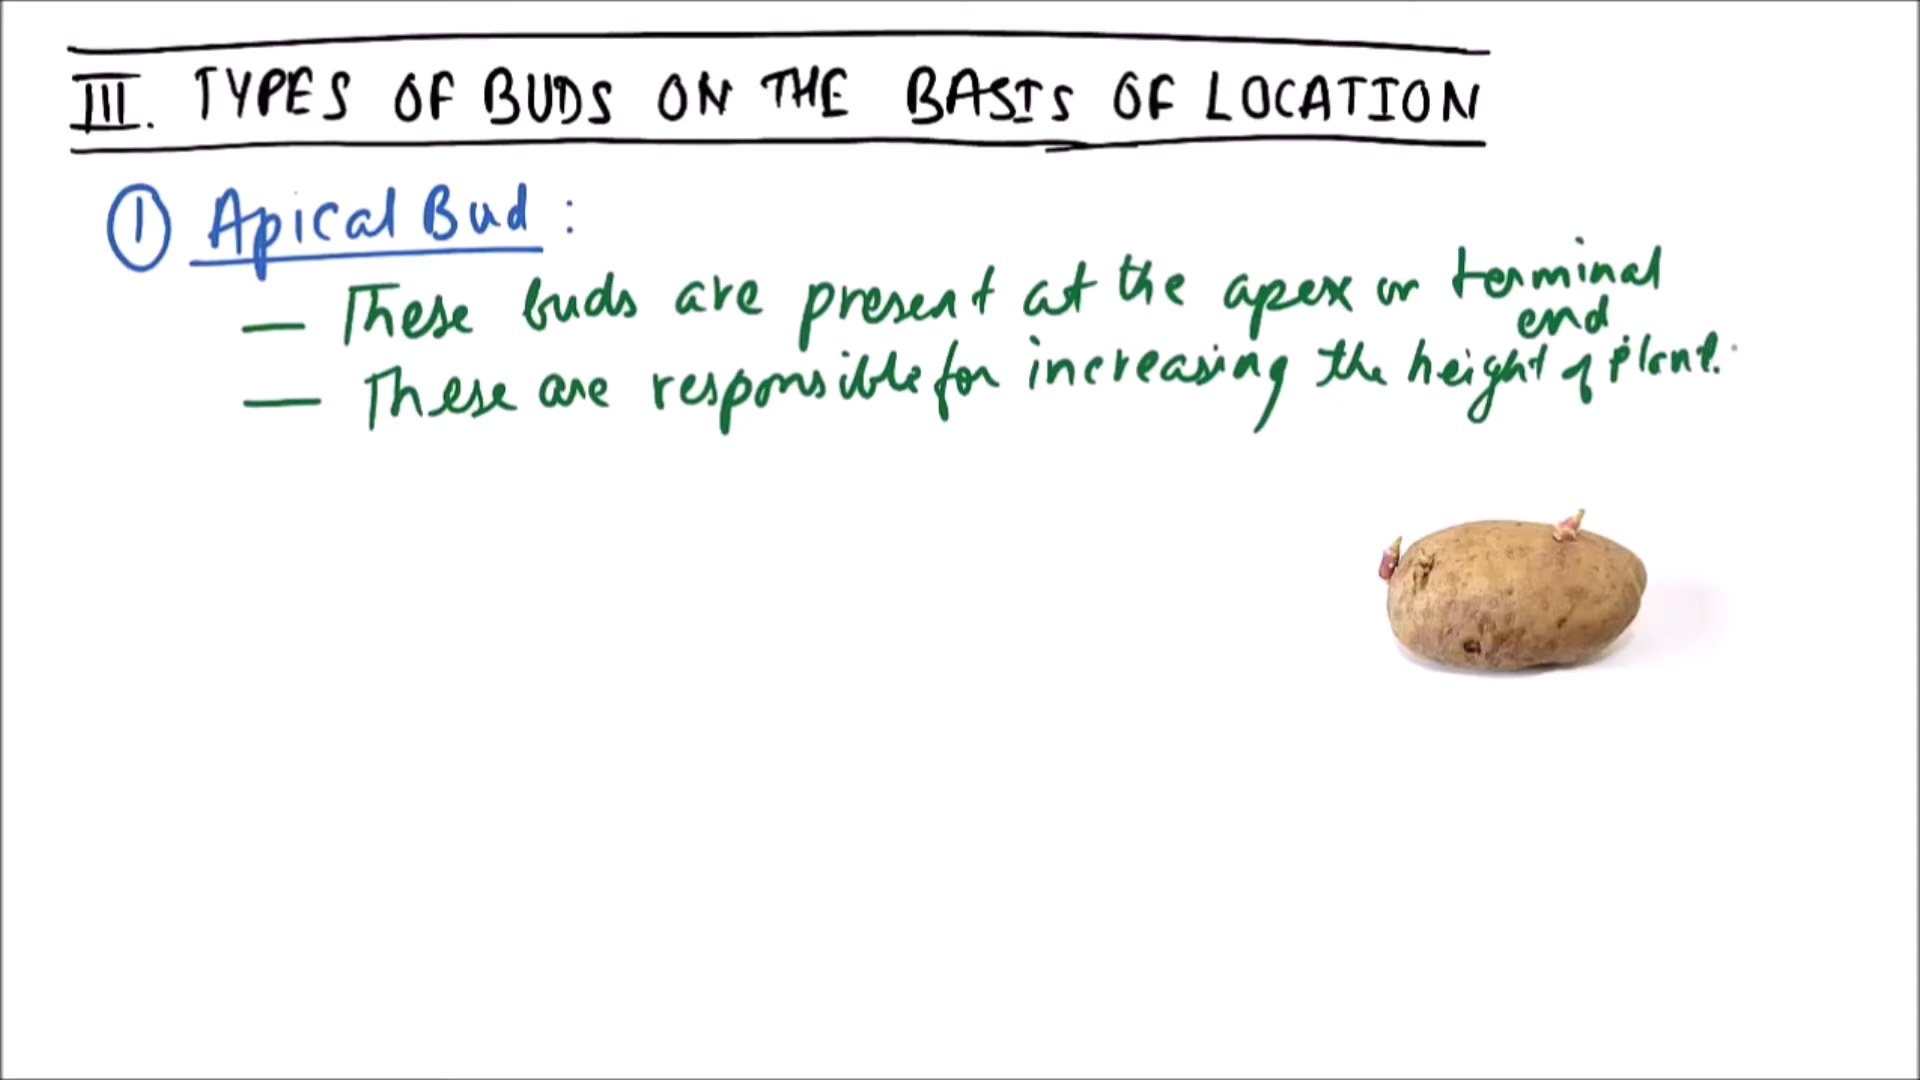 III. TYPES OF BUDS ON THE BASIS OF LOCATION
① Apical Bud :
— These buds are present at the apex or terminal end
— These are responsible for increasing the height of plant.